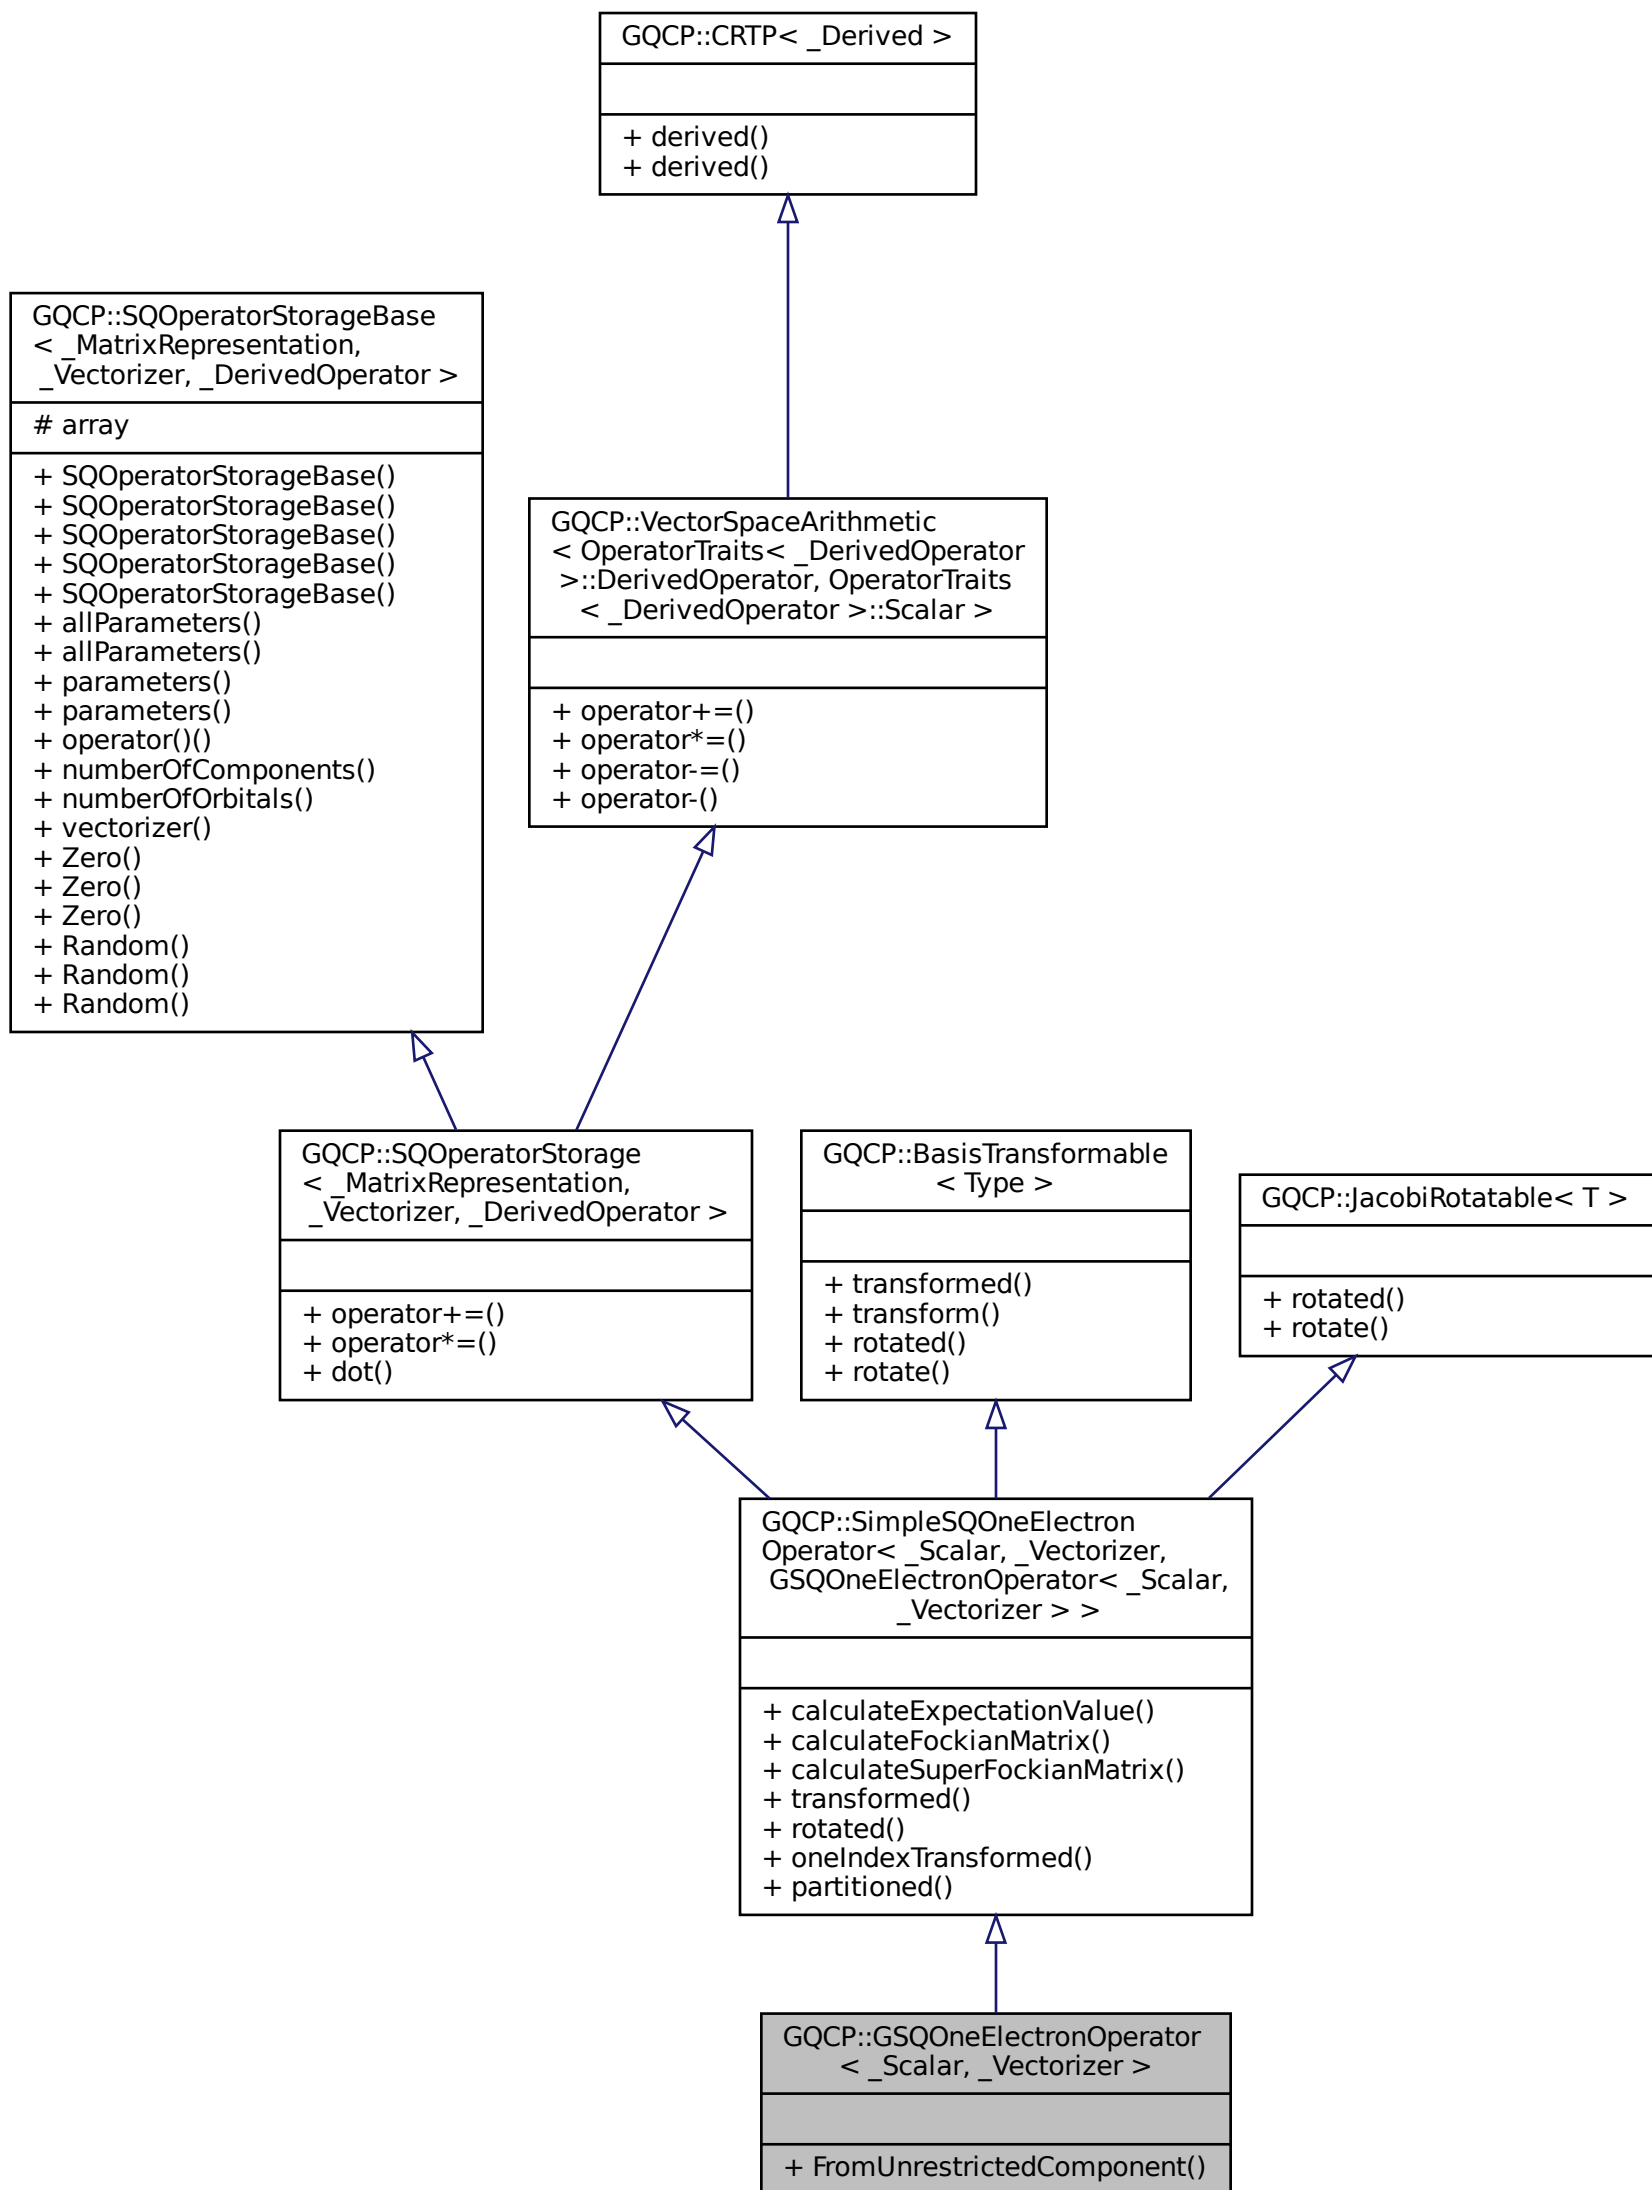 GQCP::CRTP< _Derived >
+ derived()
+ derived()
GQCP::SQOperatorStorageBase
< _MatrixRepresentation,
_Vectorizer, _DerivedOperator >
# array
+ SQOperatorStorageBase()
+ SQOperatorStorageBase()
+ SQOperatorStorageBase()
+ SQOperatorStorageBase()
+ SQOperatorStorageBase()
+ allParameters()
+ allParameters()
+ parameters()
+ parameters()
+ operator()()
+ numberOfComponents()
+ numberOfOrbitals()
+ vectorizer()
+ Zero()
+ Zero()
+ Zero()
+ Random()
+ Random()
+ Random()
GQCP::VectorSpaceArithmetic
< OperatorTraits< _DerivedOperator
>::DerivedOperator, OperatorTraits
< _DerivedOperator >::Scalar >
+ operator+=()
+ operator*=()
+ operator-=()
+ operator-()
GQCP::SQOperatorStorage
< _MatrixRepresentation,
_Vectorizer, _DerivedOperator >
+ operator+=()
+ operator*=()
+ dot()
GQCP::BasisTransformable
< Type >
+ transformed()
+ transform()
+ rotated()
+ rotate()
GQCP::JacobiRotatable< T >
+ rotated()
+ rotate()
GQCP::SimpleSQOneElectron
Operator< _Scalar, _Vectorizer,
GSQOneElectronOperator< _Scalar,
_Vectorizer > >
+ calculateExpectationValue()
+ calculateFockianMatrix()
+ calculateSuperFockianMatrix()
+ transformed()
+ rotated()
+ oneIndexTransformed()
+ partitioned()
GQCP::GSQOneElectronOperator
< _Scalar, _Vectorizer >
+ FromUnrestrictedComponent()